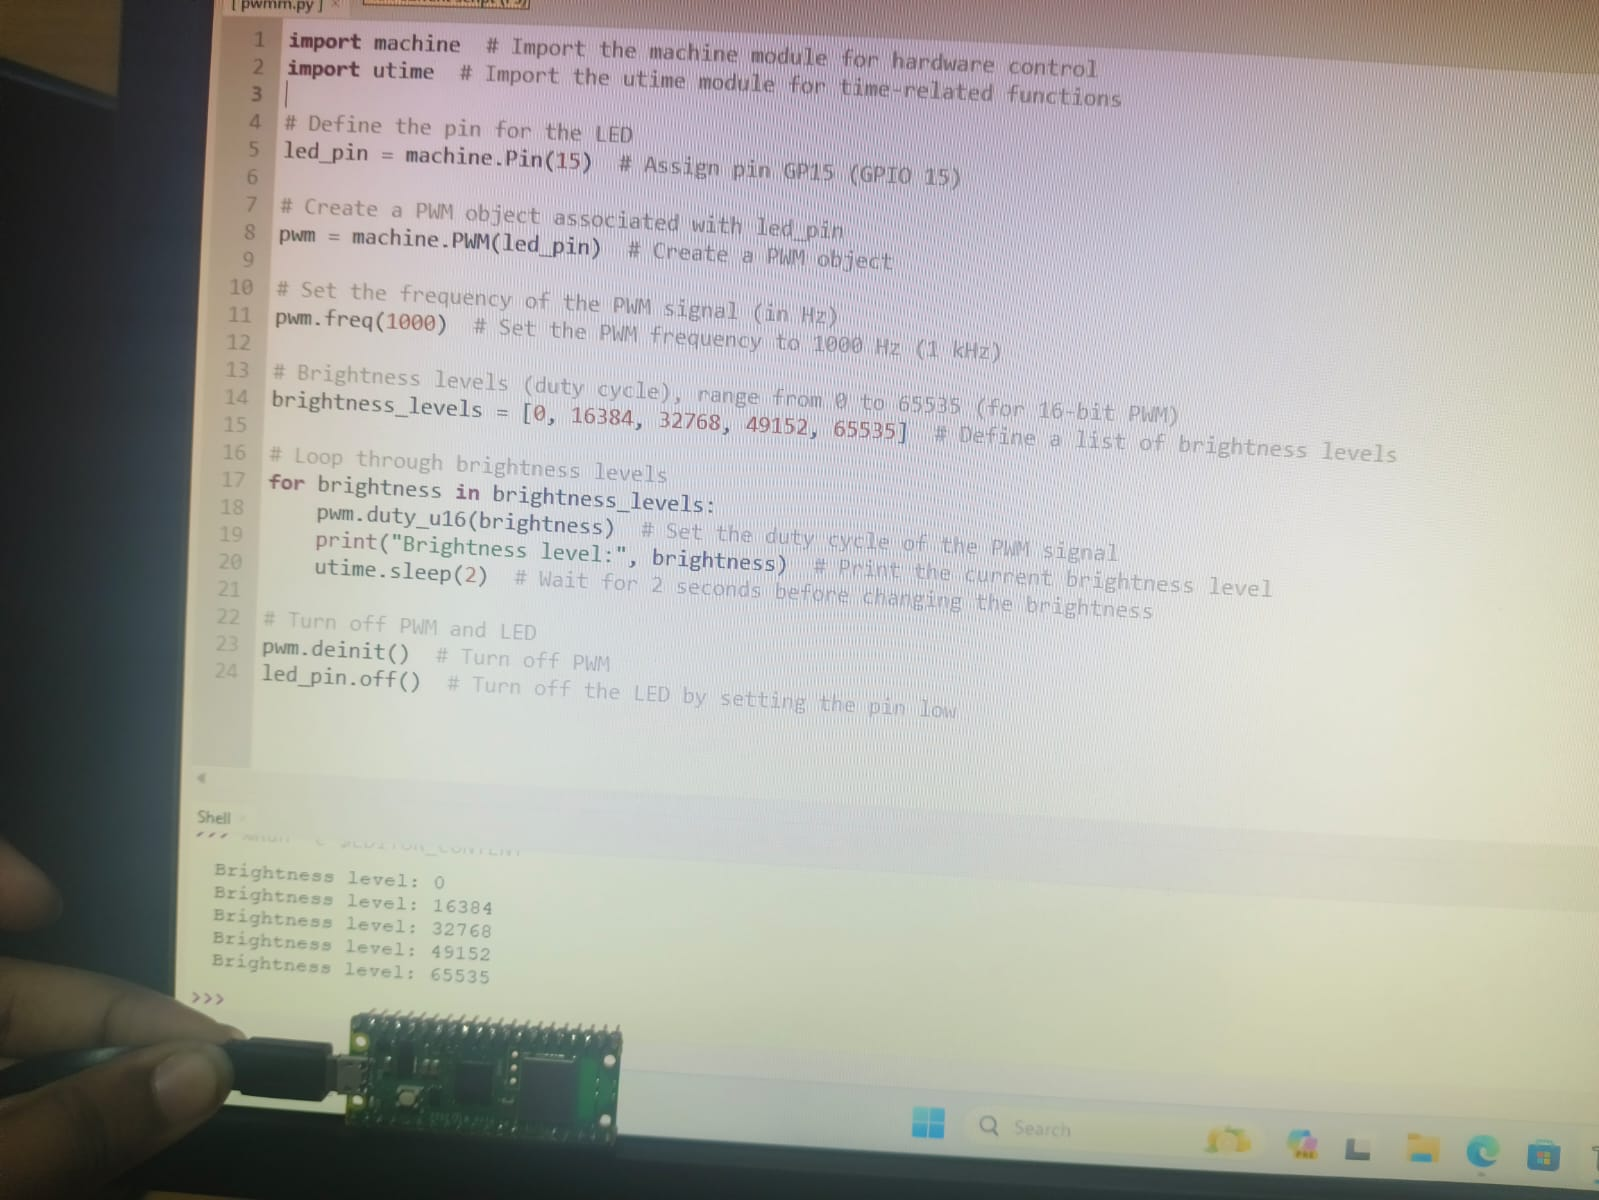 [ pwmm.py ] ×
1 import machine  # Import the machine module for hardware control
2 import utime  # Import the utime module for time-related functions
3
4 # Define the pin for the LED
5 led_pin = machine.Pin(15)  # Assign pin GP15 (GPIO 15)
6
7 # Create a PWM object associated with led_pin
8 pwm = machine.PWM(led_pin)  # Create a PWM object
9
10 # Set the frequency of the PWM signal (in Hz)
11 pwm.freq(1000)  # Set the PWM frequency to 1000 Hz (1 kHz)
12
13 # Brightness levels (duty cycle), range from 0 to 65535 (for 16-bit PWM)
14 brightness_levels = [0, 16384, 32768, 49152, 65535]  # Define a list of brightness levels
15
16 # Loop through brightness levels
17 for brightness in brightness_levels:
18     pwm.duty_u16(brightness)  # Set the duty cycle of the PWM signal
19     print("Brightness level:", brightness)  # Print the current brightness level
20     utime.sleep(2)  # Wait for 2 seconds before changing the brightness
21
22 # Turn off PWM and LED
23 pwm.deinit()  # Turn off PWM
24 led_pin.off()  # Turn off the LED by setting the pin low
Shell ×
Brightness level: 0
Brightness level: 16384
Brightness level: 32768
Brightness level: 49152
Brightness level: 65535
>>>
Search